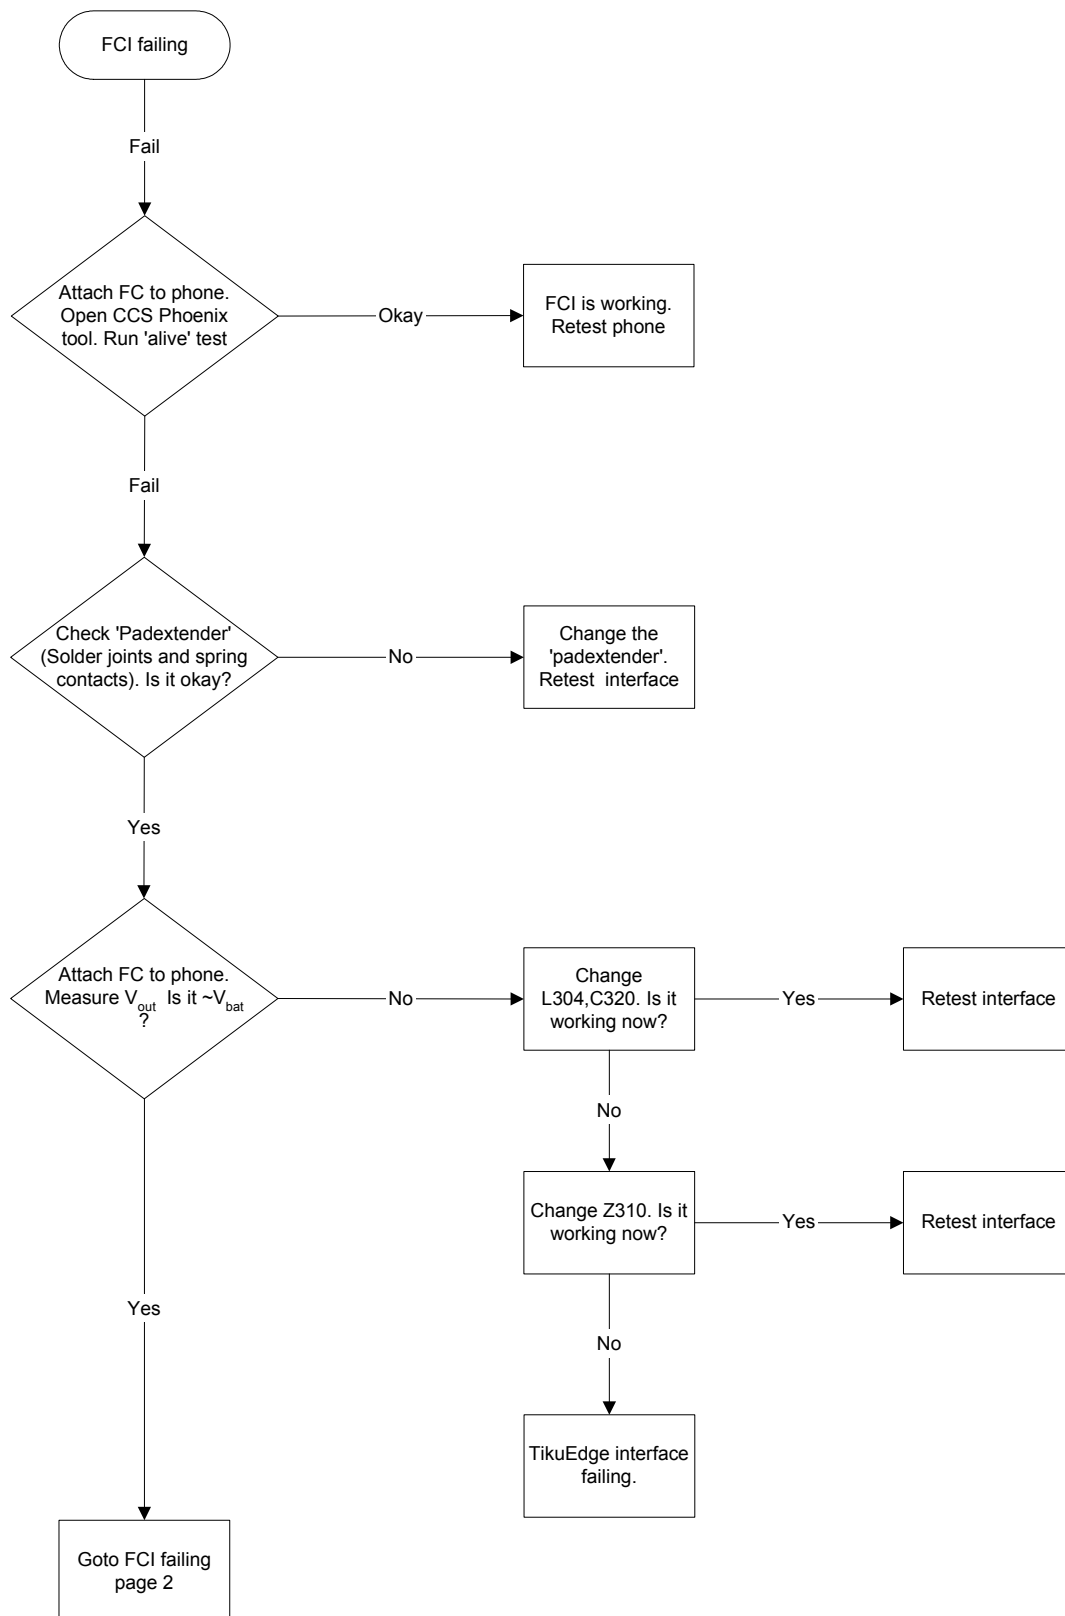 FCI failing
Fail
Attach FC to phone.
Open CCS Phoenix
tool. Run 'alive' test
Okay
FCI is working.
Retest phone
Fail
Check 'Padextender'
(Solder joints and spring
contacts). Is it okay?
No
Change the
'padextender'.
Retest interface
Yes
Attach FC to phone.
Measure Vout Is it ~Vbat
?
No
Change
L304,C320. Is it
working now?
Yes
Retest interface
No
Change Z310. Is it
working now?
Yes
Retest interface
Yes
No
TikuEdge interface
failing.
Goto FCI failing
page 2